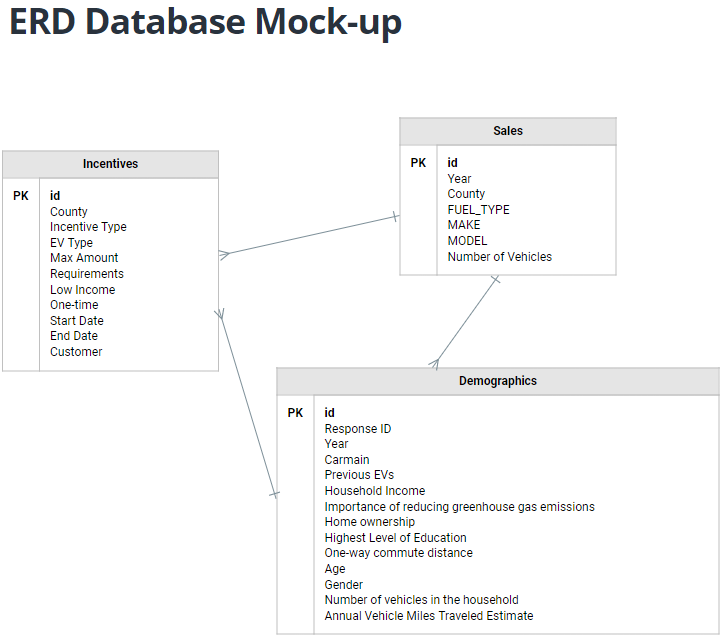 ERD Database Mock-up
Sales
PK id
Year
County
FUEL_TYPE
MAKE
MODEL
Number of Vehicles
Incentives
PK id
County
Incentive Type
EV Type
Max Amount
Requirements
Low Income
One-time
Start Date
End Date
Customer
Demographics
PK id
Response ID
Year
Carmain
Previous EVs
Household Income
Importance of reducing greenhouse gas emissions
Home ownership
Highest Level of Education
One-way commute distance
Age
Gender
Number of vehicles in the household
Annual Vehicle Miles Traveled Estimate